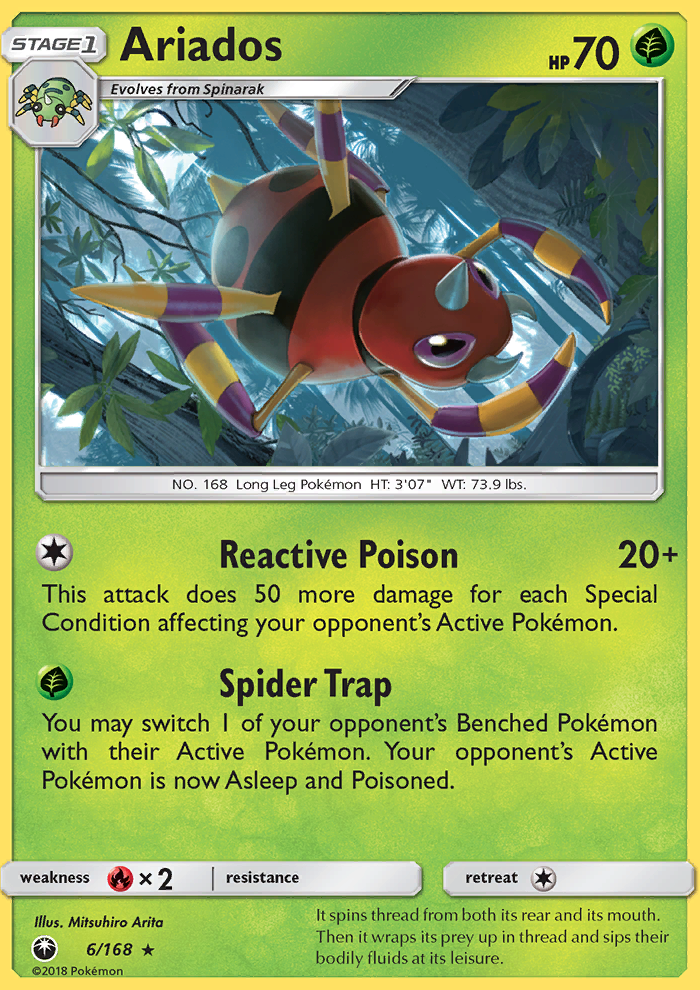 STAGE 1
Ariados
HP 70
Evolves from Spinarak
NO. 168 Long Leg Pokémon HT: 3'07" WT: 73.9 lbs.
Reactive Poison 20+
This attack does 50 more damage for each Special
Condition affecting your opponent's Active Pokémon.
Spider Trap
You may switch 1 of your opponent's Benched Pokémon
with their Active Pokémon. Your opponent's Active
Pokémon is now Asleep and Poisoned.
weakness ×2 resistance retreat
Illus. Mitsuhiro Arita
6/168 ★
©2018 Pokémon
It spins thread from both its rear and its mouth.
Then it wraps its prey up in thread and sips their
bodily fluids at its leisure.